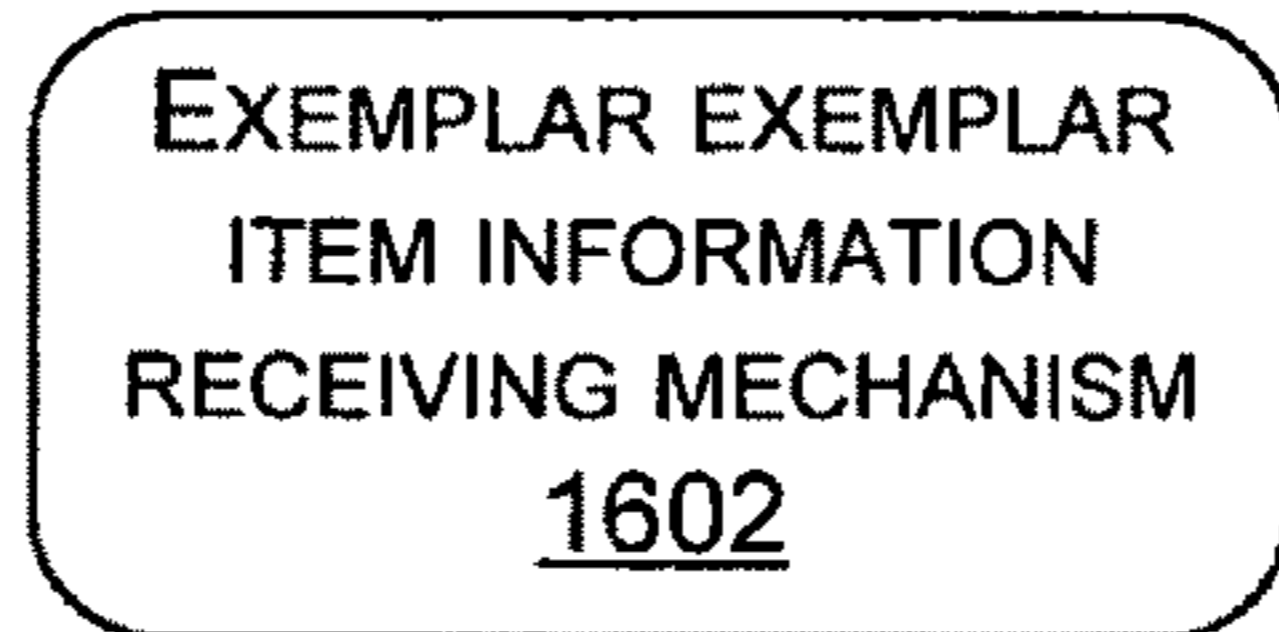 EXEMPLAR EXEMPLAR
ITEM INFORMATION
RECEIVING MECHANISM
1602